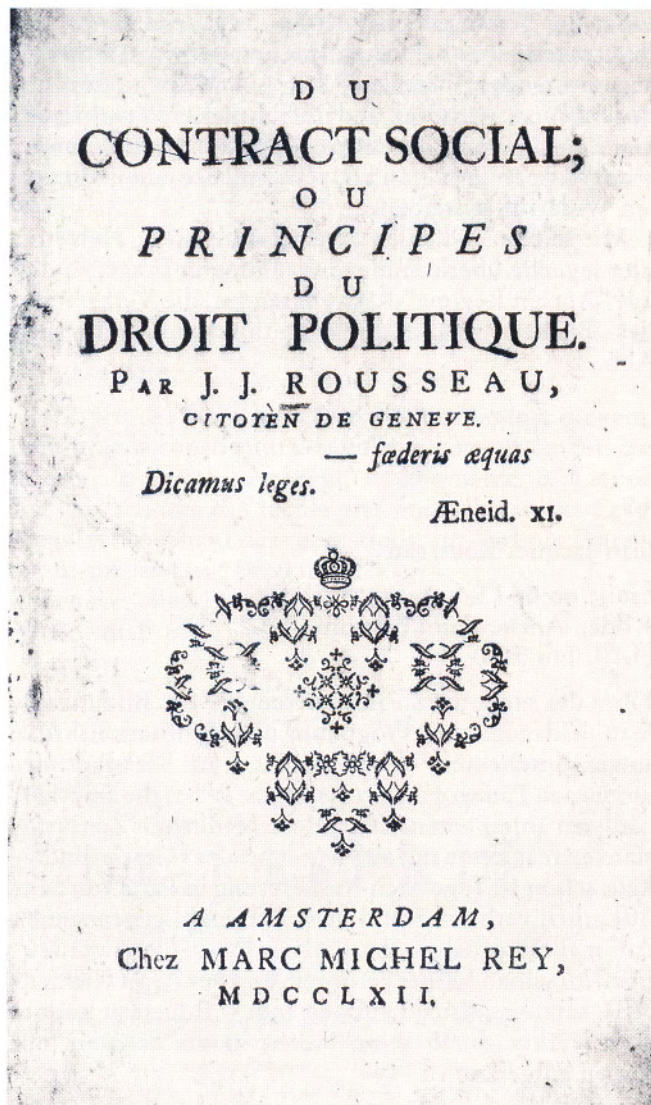 DU
CONTRACT SOCIAL;
OU
PRINCIPES
DU
DROIT POLITIQUE.
PAR J. J. ROUSSEAU,
CITOYEN DE GENEVE.
— fœderis æquas
Dicamus leges.
Æneid. XI.
A AMSTERDAM,
Chez MARC MICHEL REY,
MDCCLXII.